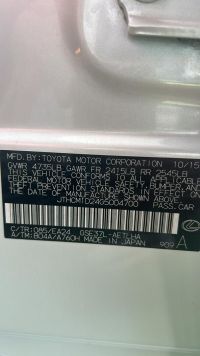 MFD. BY:TOYOTA MOTOR CORPORATION 10/15
GVWR 4735LB GAWR FR 2415LB RR 2545LB
THIS VEHICLE CONFORMS TO ALL APPLICABLE
FEDERAL MOTOR VEHICLE SAFETY, BUMPER, AND
THEFT PREVENTION STANDARDS IN EFFECT ON
THE DATE OF MANUFACTURE SHOWN ABOVE.
PASS.CAR
C/TR: 085/EA24 GSE37L-AETLHA
A/TM: B04A/A760H MADE IN JAPAN 909 A